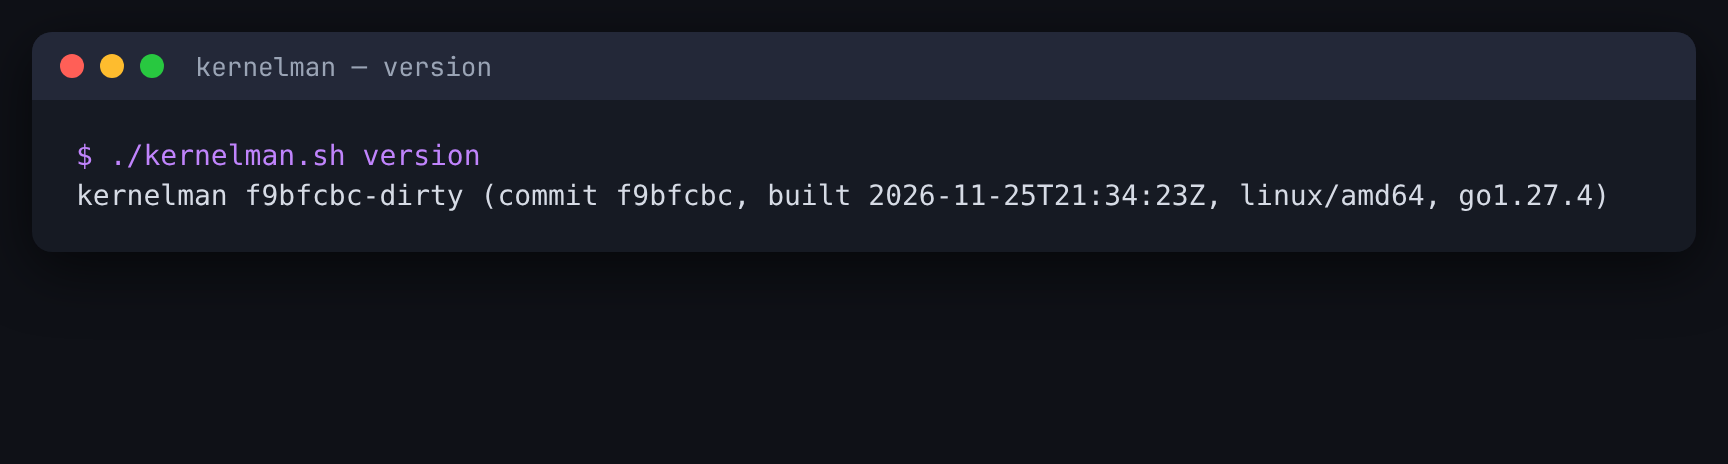 kernelman — version
$ ./kernelman.sh version
kernelman f9bfcbc-dirty (commit f9bfcbc, built 2026-11-25T21:34:23Z, linux/amd64, go1.27.4)